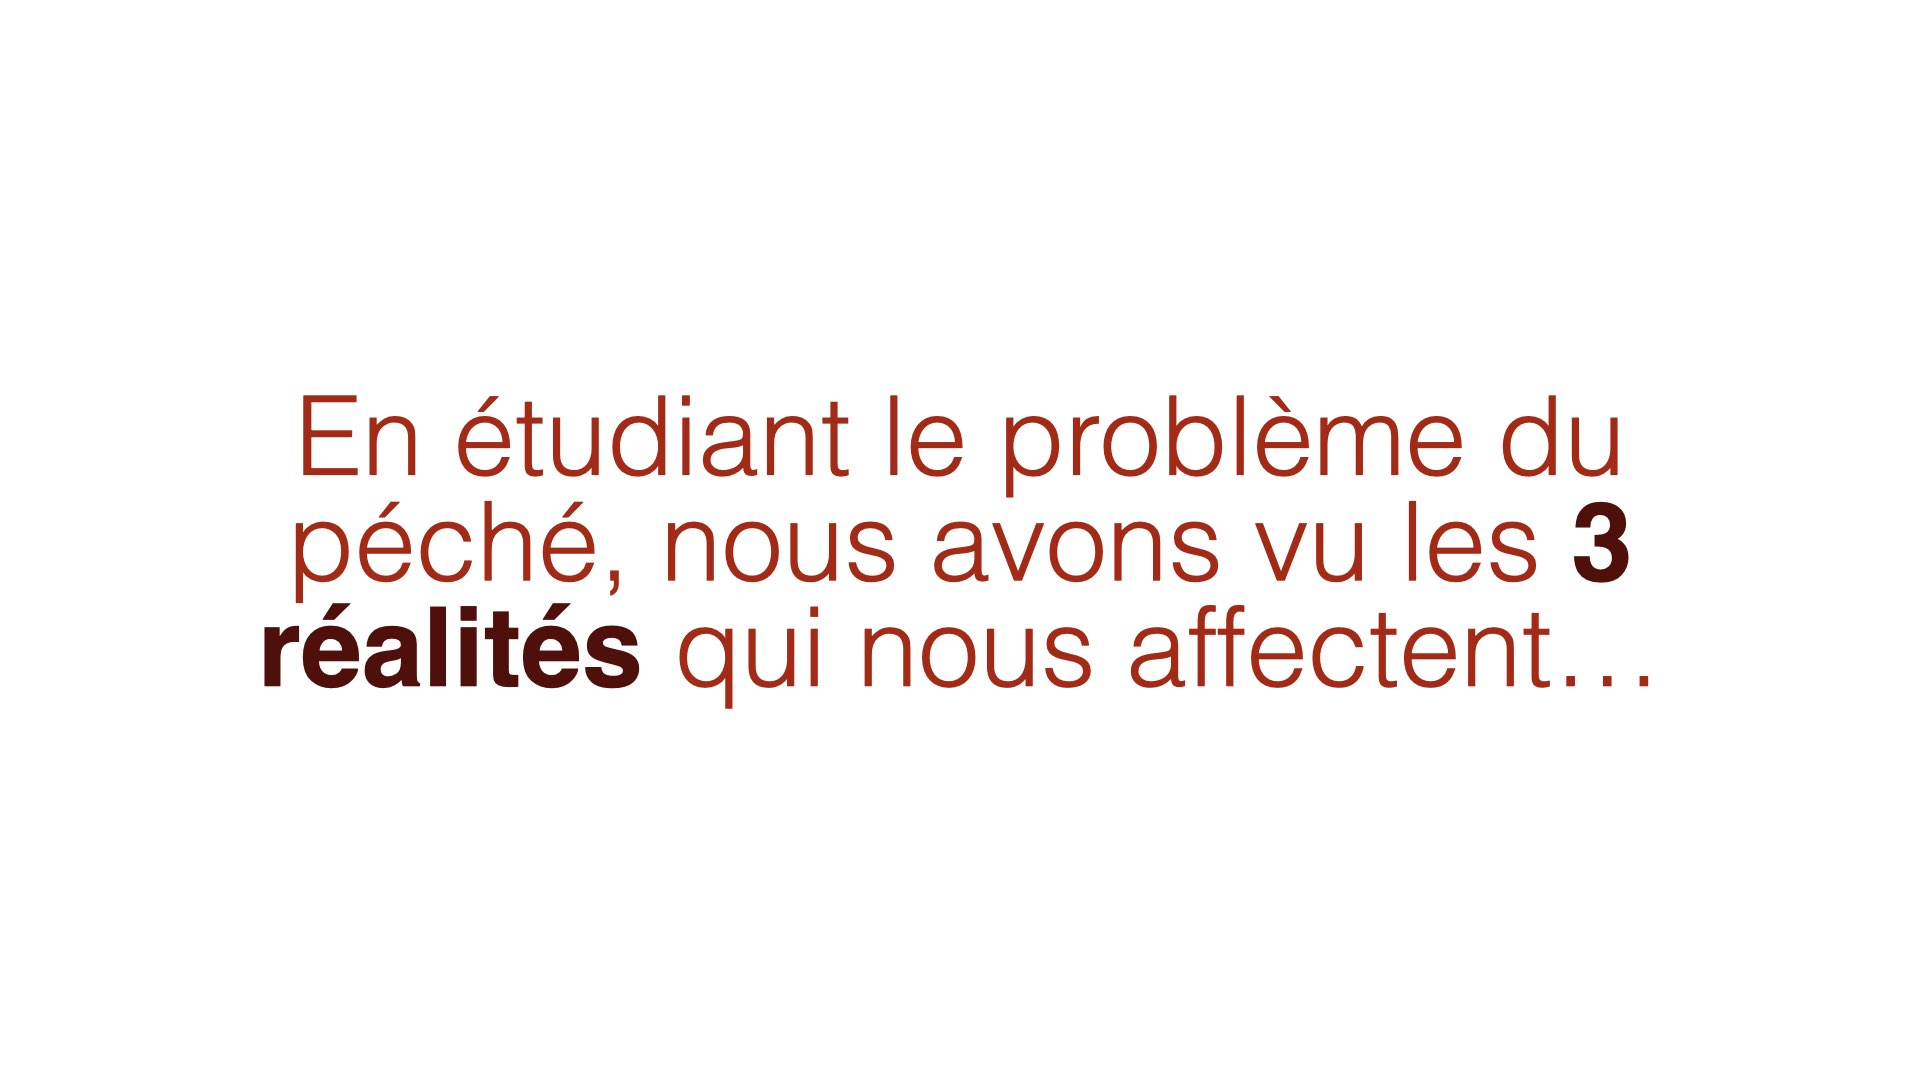 En étudiant le problème du
péché, nous avons vu les 3
réalités qui nous affectent…